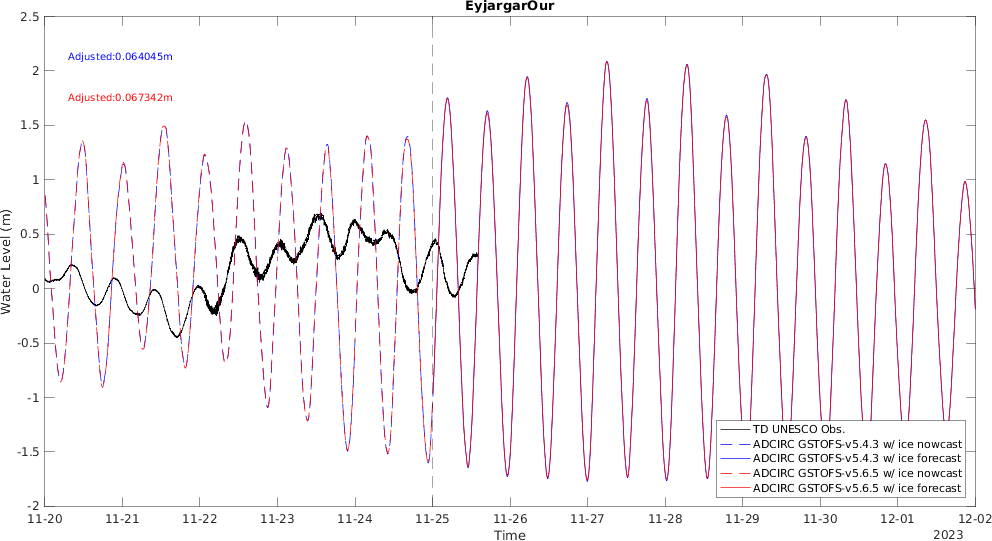 EyjargarOur
Adjusted:0.064045m
Adjusted:0.067342m
Water Level (m)
2.5
2
1.5
1
0.5
0
-0.5
-1
-1.5
-2
TD UNESCO Obs.
ADCIRC GSTOFS-v5.4.3 w/ ice nowcast
ADCIRC GSTOFS-v5.4.3 w/ ice forecast
ADCIRC GSTOFS-v5.6.5 w/ ice nowcast
ADCIRC GSTOFS-v5.6.5 w/ ice forecast
11-20 11-21 11-22 11-23 11-24 11-25 11-26 11-27 11-28 11-29 11-30 12-01 12-02
Time
2023